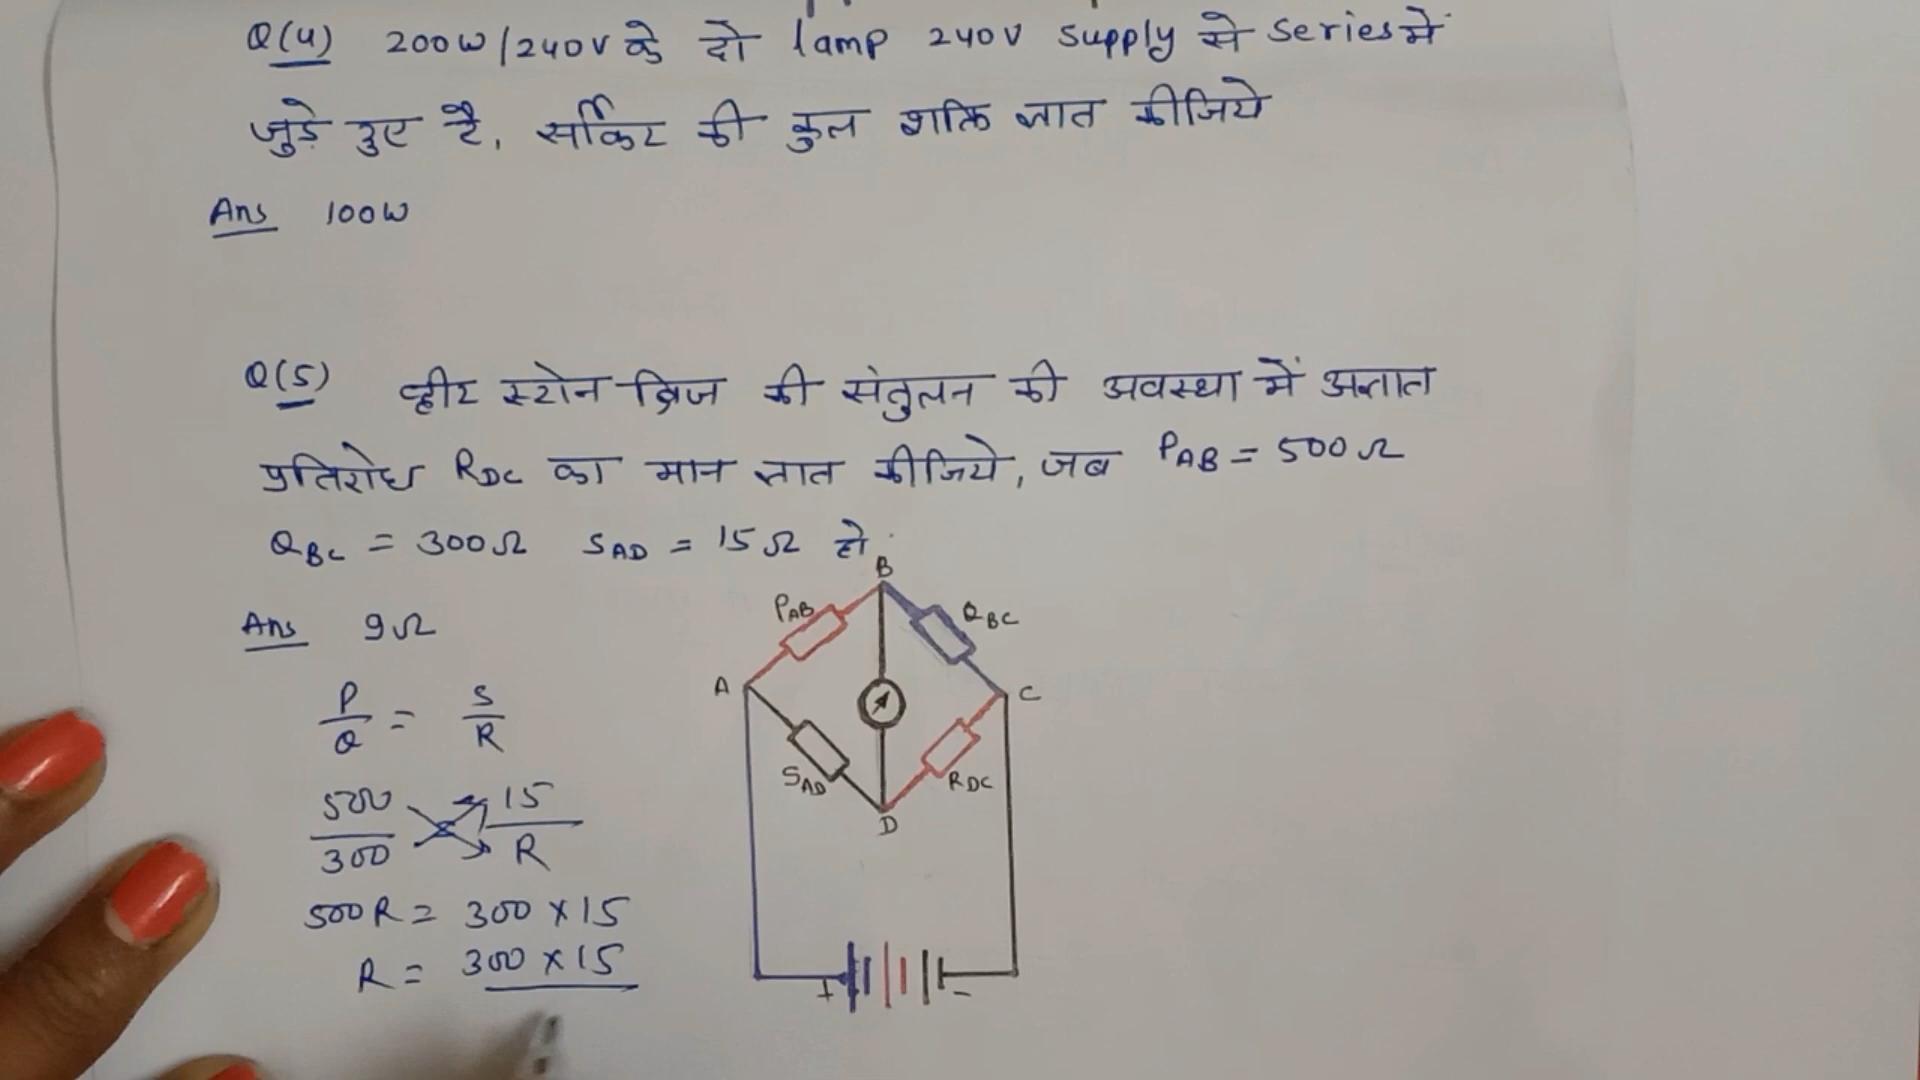 Q(4) 200W/240V के दो lamp 240V supply से series में
जुड़े हुए है, सर्किट की कुल शक्ति ज्ञात कीजिये
Ans 100W
Q(5) व्हीट स्टोन ब्रिज की संतुलन की अवस्था में अज्ञात
प्रतिरोध RDC का मान ज्ञात कीजिये, जब PAB = 500Ω
QBC = 300Ω SAD = 15Ω हो
Ans 9Ω
P/Q = S/R
500/300 15/R
500R = 300×15
R = 300×15
B
PAB QBC
A C
SAD RDC
D
+ -